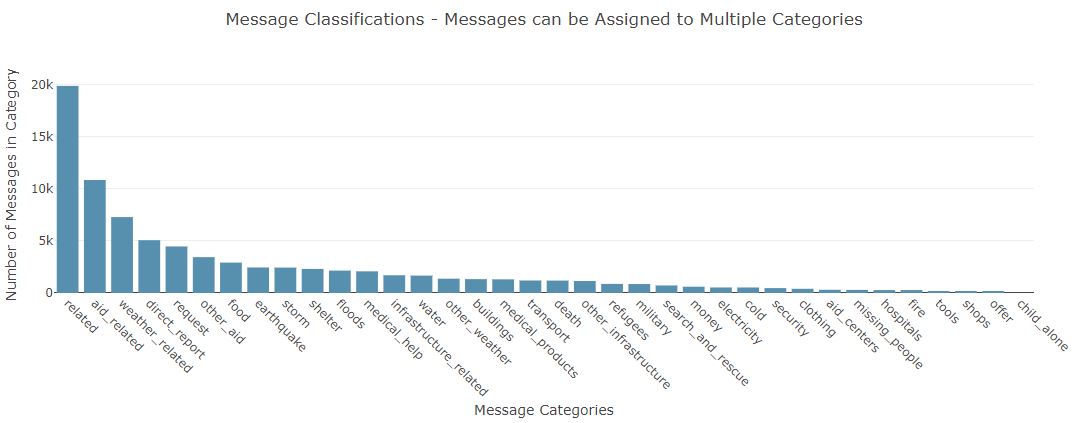 Message Classifications - Messages can be Assigned to Multiple Categories
Number of Messages in Category
20k
15k
10k
5k
0
related
aid_related
weather_related
direct_report
request
other_aid
food
earthquake
storm
shelter
floods
medical_help
infrastructure_related
water
other_weather
buildings
medical_products
transport
death
other_infrastructure
refugees
military
search_and_rescue
money
electricity
cold
security
clothing
aid_centers
missing_people
hospitals
fire
tools
shops
offer
child_alone
Message Categories